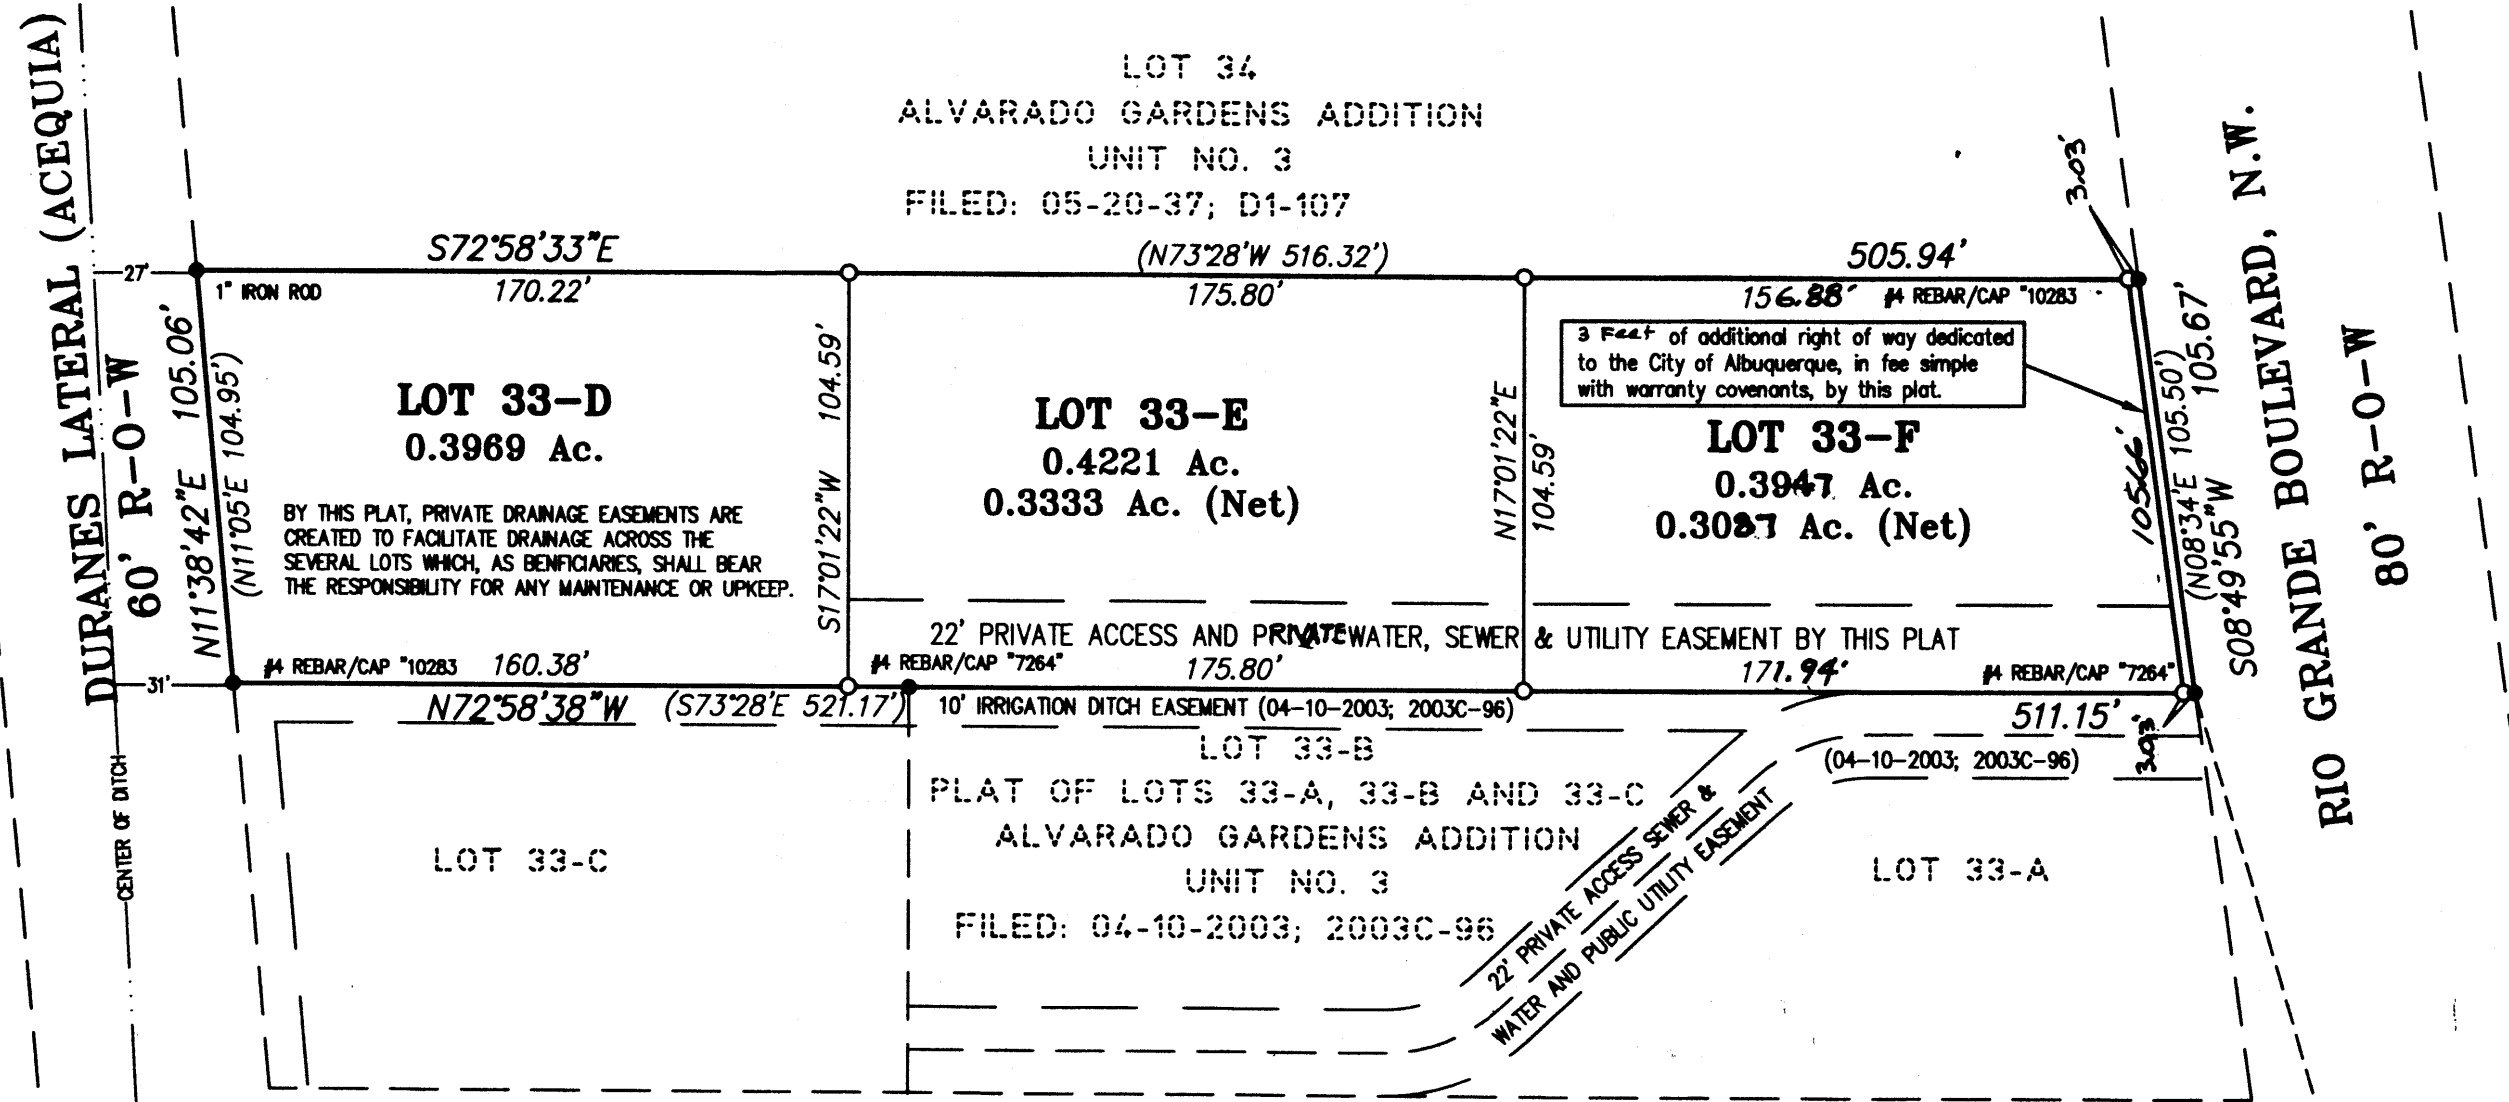 LOT 34
ALVARADO GARDENS ADDITION
UNIT NO. 3
FILED: 05-20-37; D1-107
DURANES LATERAL (ACEQUIA)
60' R-O-W
27'
S72°58'33"E
(N73°28'W 516.32')
505.94'
3.03'
1" IRON ROD
170.22'
175.80'
156.88'
#4 REBAR/CAP "10283
3 Feet of additional right of way dedicated
to the City of Albuquerque, in fee simple
with warranty covenants, by this plat.
N11°38'42"E 105.06'
(N11°05'E 104.95')
LOT 33-D
0.3969 Ac.
BY THIS PLAT, PRIVATE DRAINAGE EASEMENTS ARE
CREATED TO FACILITATE DRAINAGE ACROSS THE
SEVERAL LOTS WHICH, AS BENFICIARIES, SHALL BEAR
THE RESPONSIBILITY FOR ANY MAINTENANCE OR UPKEEP.
S17°01'22"W 104.59'
LOT 33-E
0.4221 Ac.
0.3333 Ac. (Net)
N17°01'22"E
104.59'
LOT 33-F
0.3947 Ac.
Ac. (Net)
105.66'
(N08°34'E 105.50')
S08°49'55"W 105.67'
RIO GRANDE BOULEVARD, N.W.
80' R-O-W
22' PRIVATE ACCESS AND PRIVATE WATER, SEWER & UTILITY EASEMENT BY THIS PLAT
31'
#4 REBAR/CAP "10283
160.38'
#4 REBAR/CAP "7264"
175.80'
171.94'
#4 REBAR/CAP "7264"
N72°58'38"W
(S73°28'E 521.17')
10' IRRIGATION DITCH EASEMENT (04-10-2003; 2003C-96)
511.15'
(04-10-2003; 2003C-96)
CENTER OF DITCH
LOT 33-C
LOT 33-B
PLAT OF LOTS 33-A, 33-B AND 33-C
ALVARADO GARDENS ADDITION
UNIT NO. 3
FILED: 04-10-2003; 2003C-96
22' PRIVATE ACCESS SEWER &
WATER AND PUBLIC UTILITY EASEMENT
LOT 33-A